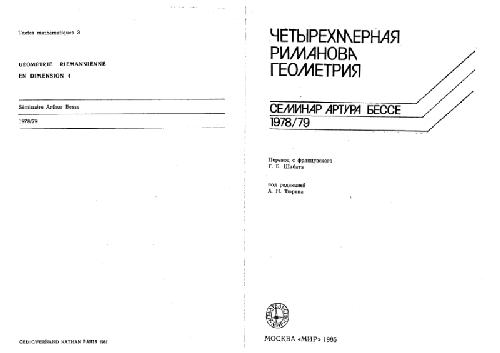 Textes mathématiques 3
GEOMETRIE RIEMANNIENNE
EN DIMENSION 4
Séminaire Arthur Besse
1978/79
CEDIC/FERNAND NATHAN PARIS 1981
ЧЕТЫРЕХМЕРНАЯ
РИМАНОВА
ГЕОМЕТРИЯ
СЕМИНАР АРТУРА БЕССЕ
1978/79
Перевод с французского
Г. Б. Шабата
под редакцией
А. Н. Тюрина
МОСКВА «МИР» 1985